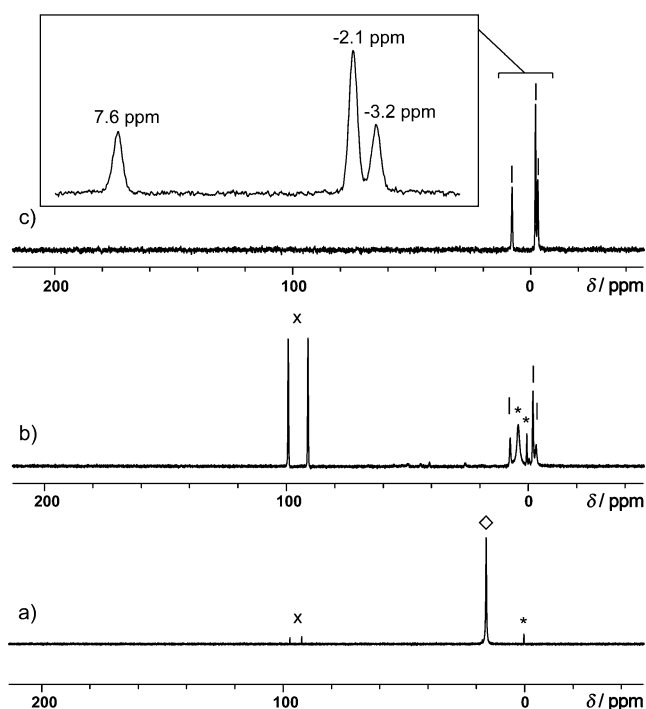 -2.1 ppm
7.6 ppm
-3.2 ppm
c)
200 100 0 δ / ppm
x
* *
b)
200 100 0 δ / ppm
◇
a)
x
*
200 100 0 δ / ppm